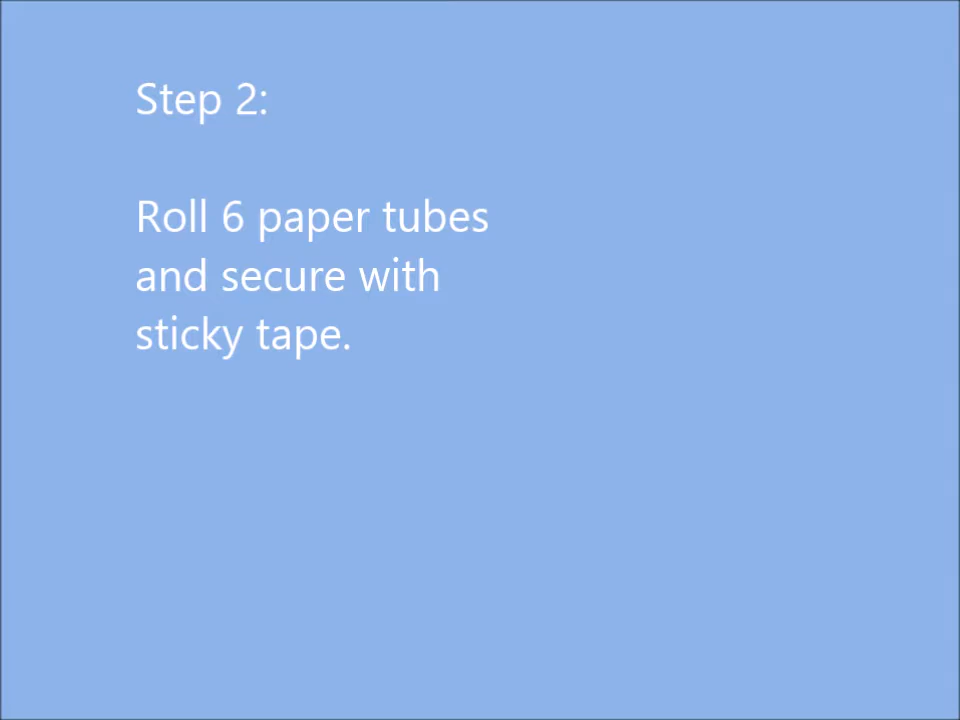 Step 2:
Roll 6 paper tubes
and secure with
sticky tape.